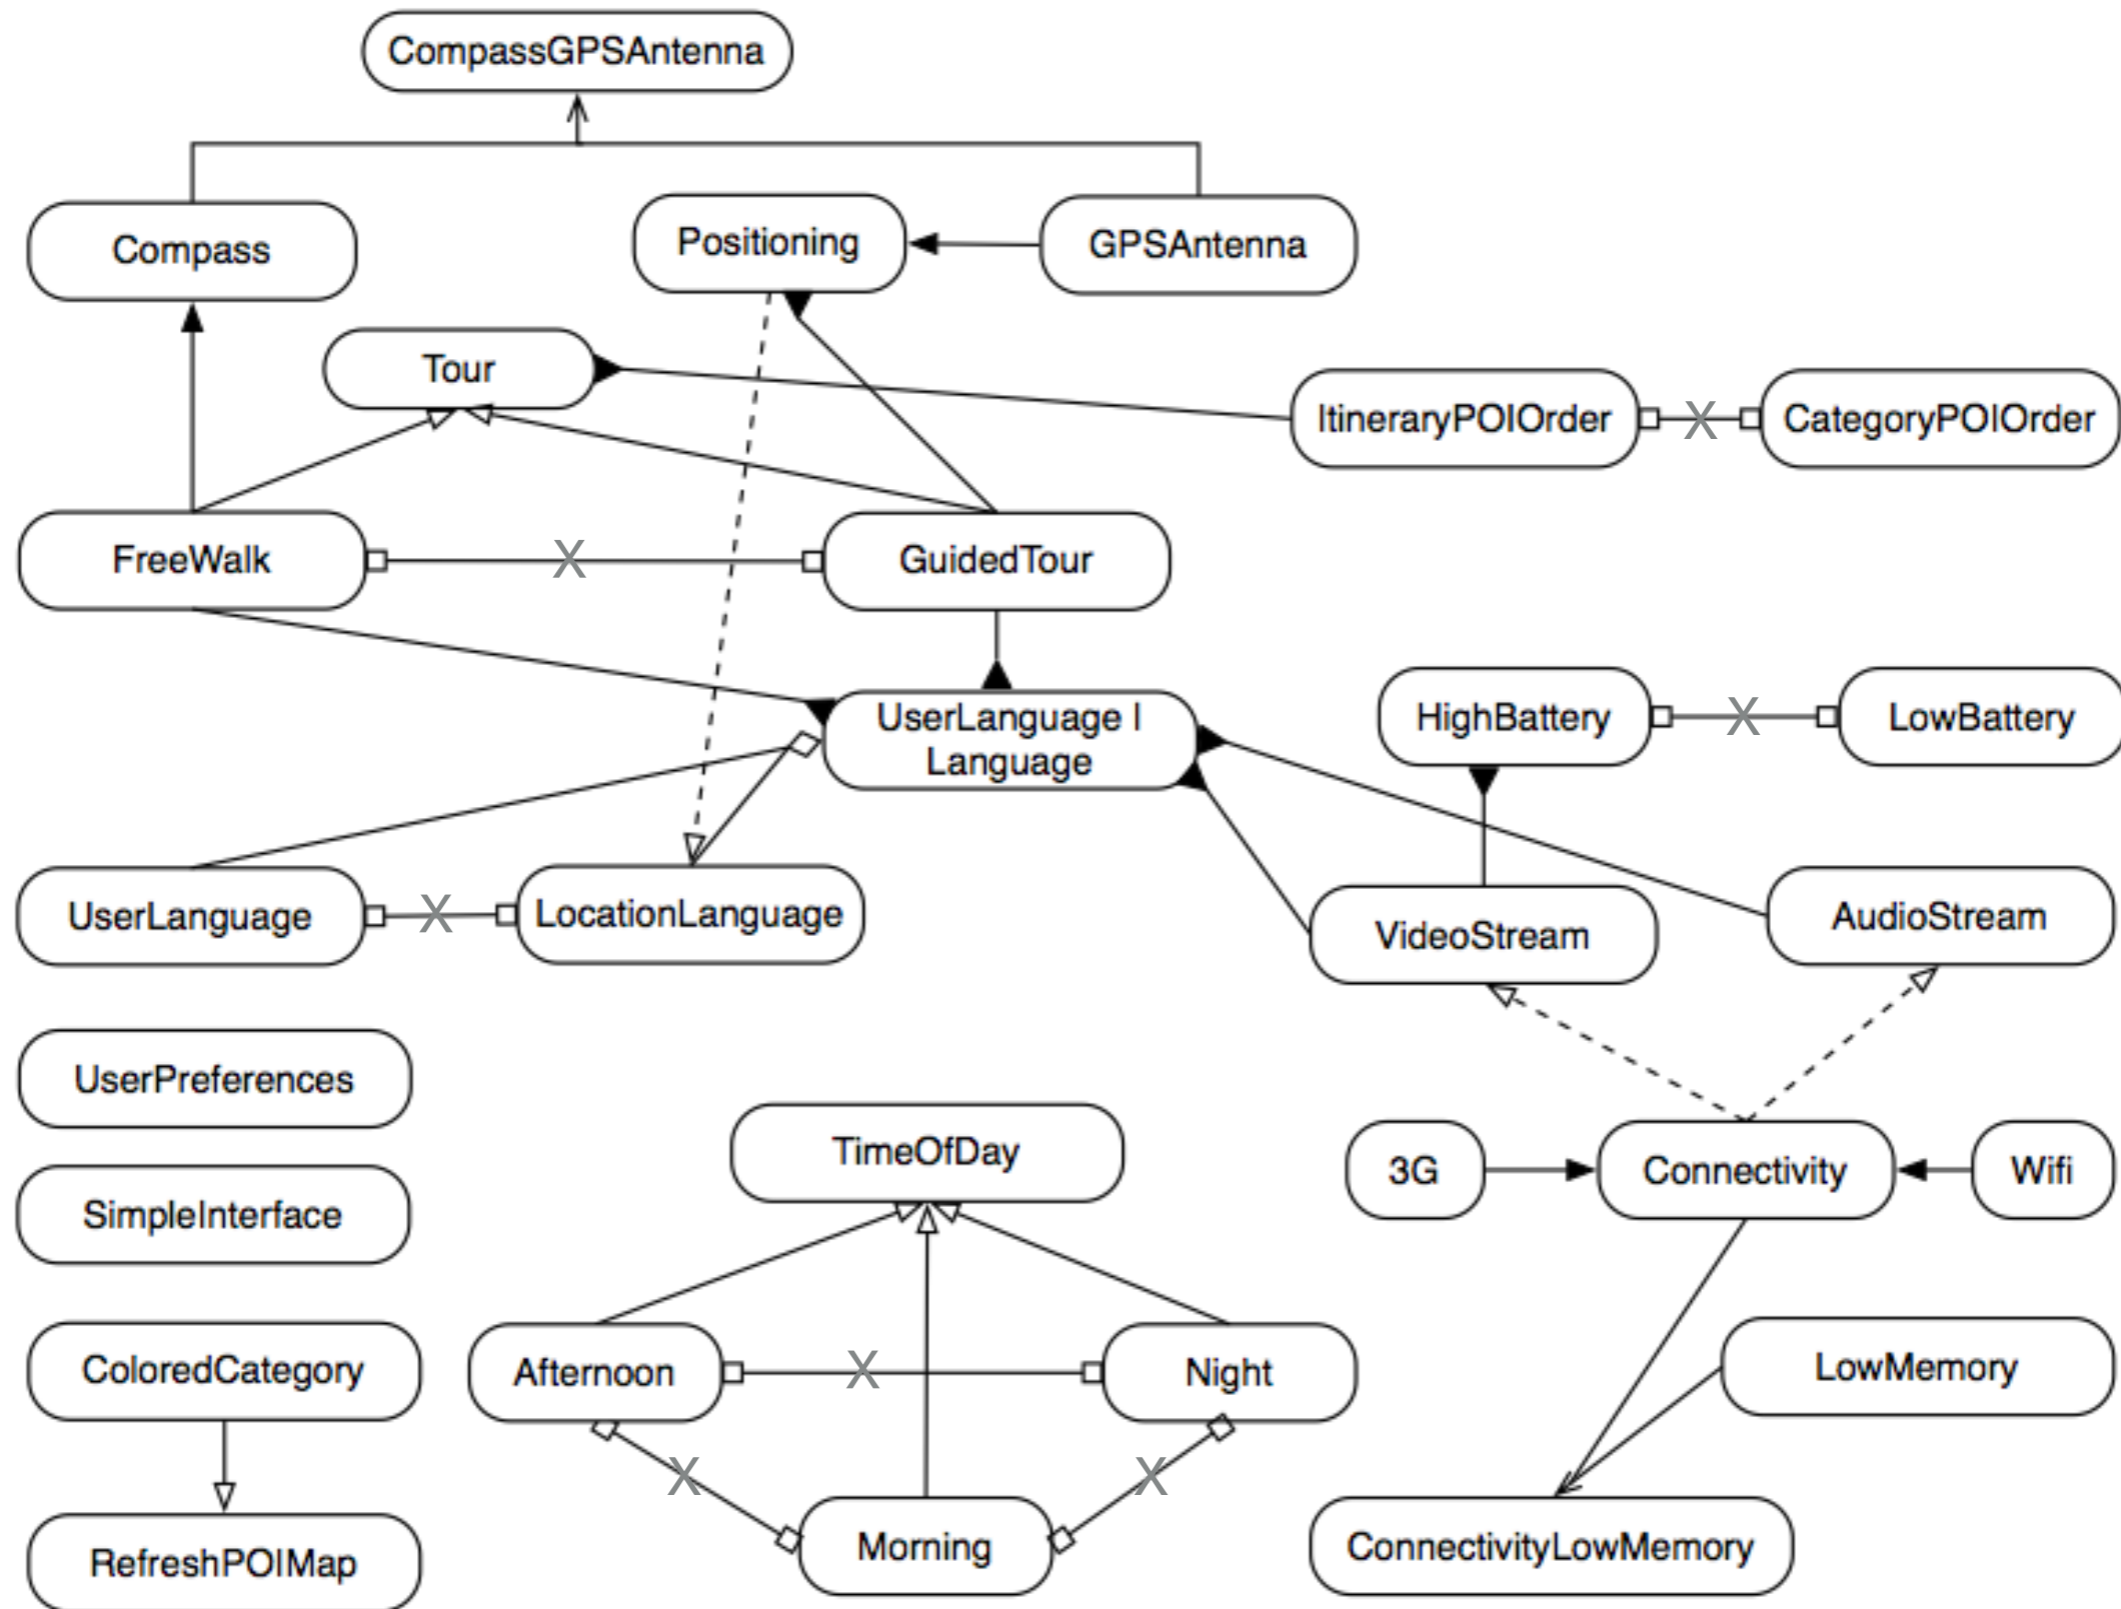 CompassGPSAntenna
Compass
Positioning
GPSAntenna
Tour
ItineraryPOIOrder
X
CategoryPOIOrder
FreeWalk
X
GuidedTour
UserLanguage |
Language
HighBattery
X
LowBattery
UserLanguage
X
LocationLanguage
VideoStream
AudioStream
UserPreferences
TimeOfDay
3G
Connectivity
Wifi
SimpleInterface
ColoredCategory
Afternoon
X
Night
LowMemory
X
X
RefreshPOIMap
Morning
ConnectivityLowMemory